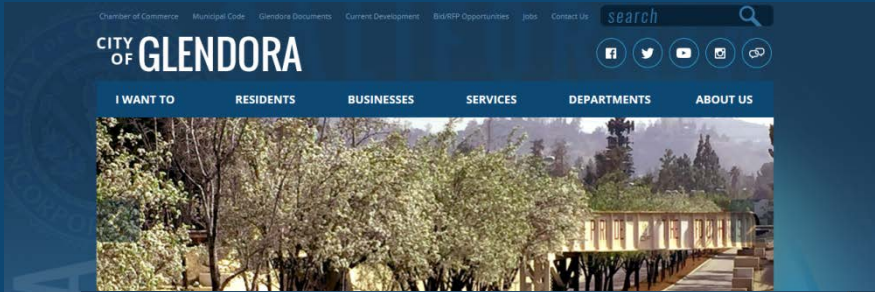 Chamber of Commerce Municipal Code Glendora Documents Current Development Bid/RFP Opportunities Jobs Contact Us search
CITY OF GLENDORA
I WANT TO RESIDENTS BUSINESSES SERVICES DEPARTMENTS ABOUT US